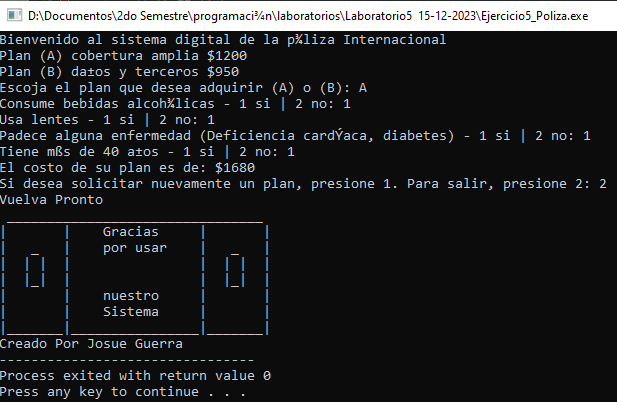 D:\Documentos\2do Semestre\programaci¾n\laboratorios\Laboratorio5 15-12-2023\Ejercicio5_Poliza.exe
Bienvenido al sistema digital de la p¾liza Internacional
Plan (A) cobertura amplia $1200
Plan (B) da±os y terceros $950
Escoja el plan que desea adquirir (A) o (B): A
Consume bebidas alcoh¾licas - 1 si | 2 no: 1
Usa lentes - 1 si | 2 no: 1
Padece alguna enfermedad (Deficiencia cardÝaca, diabetes) - 1 si | 2 no: 1
Tiene mßs de 40 a±os - 1 si | 2 no: 1
El costo de su plan es de: $1680
Si desea solicitar nuevamente un plan, presione 1. Para salir, presione 2: 2
Vuelva Pronto
Gracias
por usar
nuestro
Sistema
Creado Por Josue Guerra
--------------------------------
Process exited with return value 0
Press any key to continue . . .